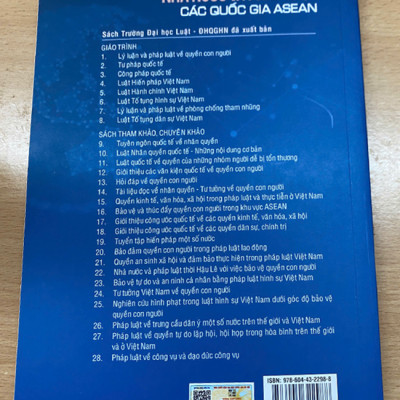 CÁC QUỐC GIA ASEAN
Sách Trường Đại học Luật - ĐHQGHN đã xuất bản
GIÁO TRÌNH
1. Lý luận và pháp luật về quyền con người
2. Tư pháp quốc tế
3. Công pháp quốc tế
4. Luật Hiến pháp Việt Nam
5. Luật Hành chính Việt Nam
6. Luật Tố tụng hình sự Việt Nam
7. Lý luận và pháp luật về phòng chống tham nhũng
8. Luật Tố tụng dân sự Việt Nam
SÁCH THAM KHẢO, CHUYÊN KHẢO
9. Tuyên ngôn quốc tế về nhân quyền
10. Luật Nhân quyền quốc tế - Những nội dung cơ bản
11. Luật quốc tế về quyền của những nhóm người dễ bị tổn thương
12. Giới thiệu các văn kiện quốc tế về quyền con người
13. Hỏi đáp về quyền con người
14. Tài liệu đọc về nhân quyền - Tư tưởng về quyền con người
15. Quyền kinh tế, văn hóa, xã hội trong pháp luật và thực tiễn ở Việt Nam
16. Bảo vệ và thúc đẩy quyền con người trong khu vực ASEAN
17. Giới thiệu công ước quốc tế về các quyền kinh tế, văn hóa, xã hội
18. Giới thiệu công ước quốc tế về các quyền dân sự, chính trị
19. Tuyển tập hiến pháp một số nước
20. Bảo đảm quyền con người trong pháp luật lao động
21. Quyền an sinh xã hội và đảm bảo thực hiện trong pháp luật Việt Nam
22. Nhà nước và pháp luật thời Hậu Lê với việc bảo vệ quyền con người
23. Bảo vệ tự do và an ninh cá nhân bằng pháp luật hình sự Việt Nam
24. Tư tưởng Việt Nam về quyền con người
25. Nghiên cứu hình phạt trong luật hình sự Việt Nam dưới góc độ bảo vệ
quyền con người
26. Pháp luật về trưng cầu dân ý một số nước trên thế giới và Việt Nam
27. Pháp luật về quyền tự do lập hội, hội họp trong hòa bình trên thế giới
và ở Việt Nam
28. Pháp luật về công vụ và đạo đức công vụ
ISBN: 978-604-43-2298-8